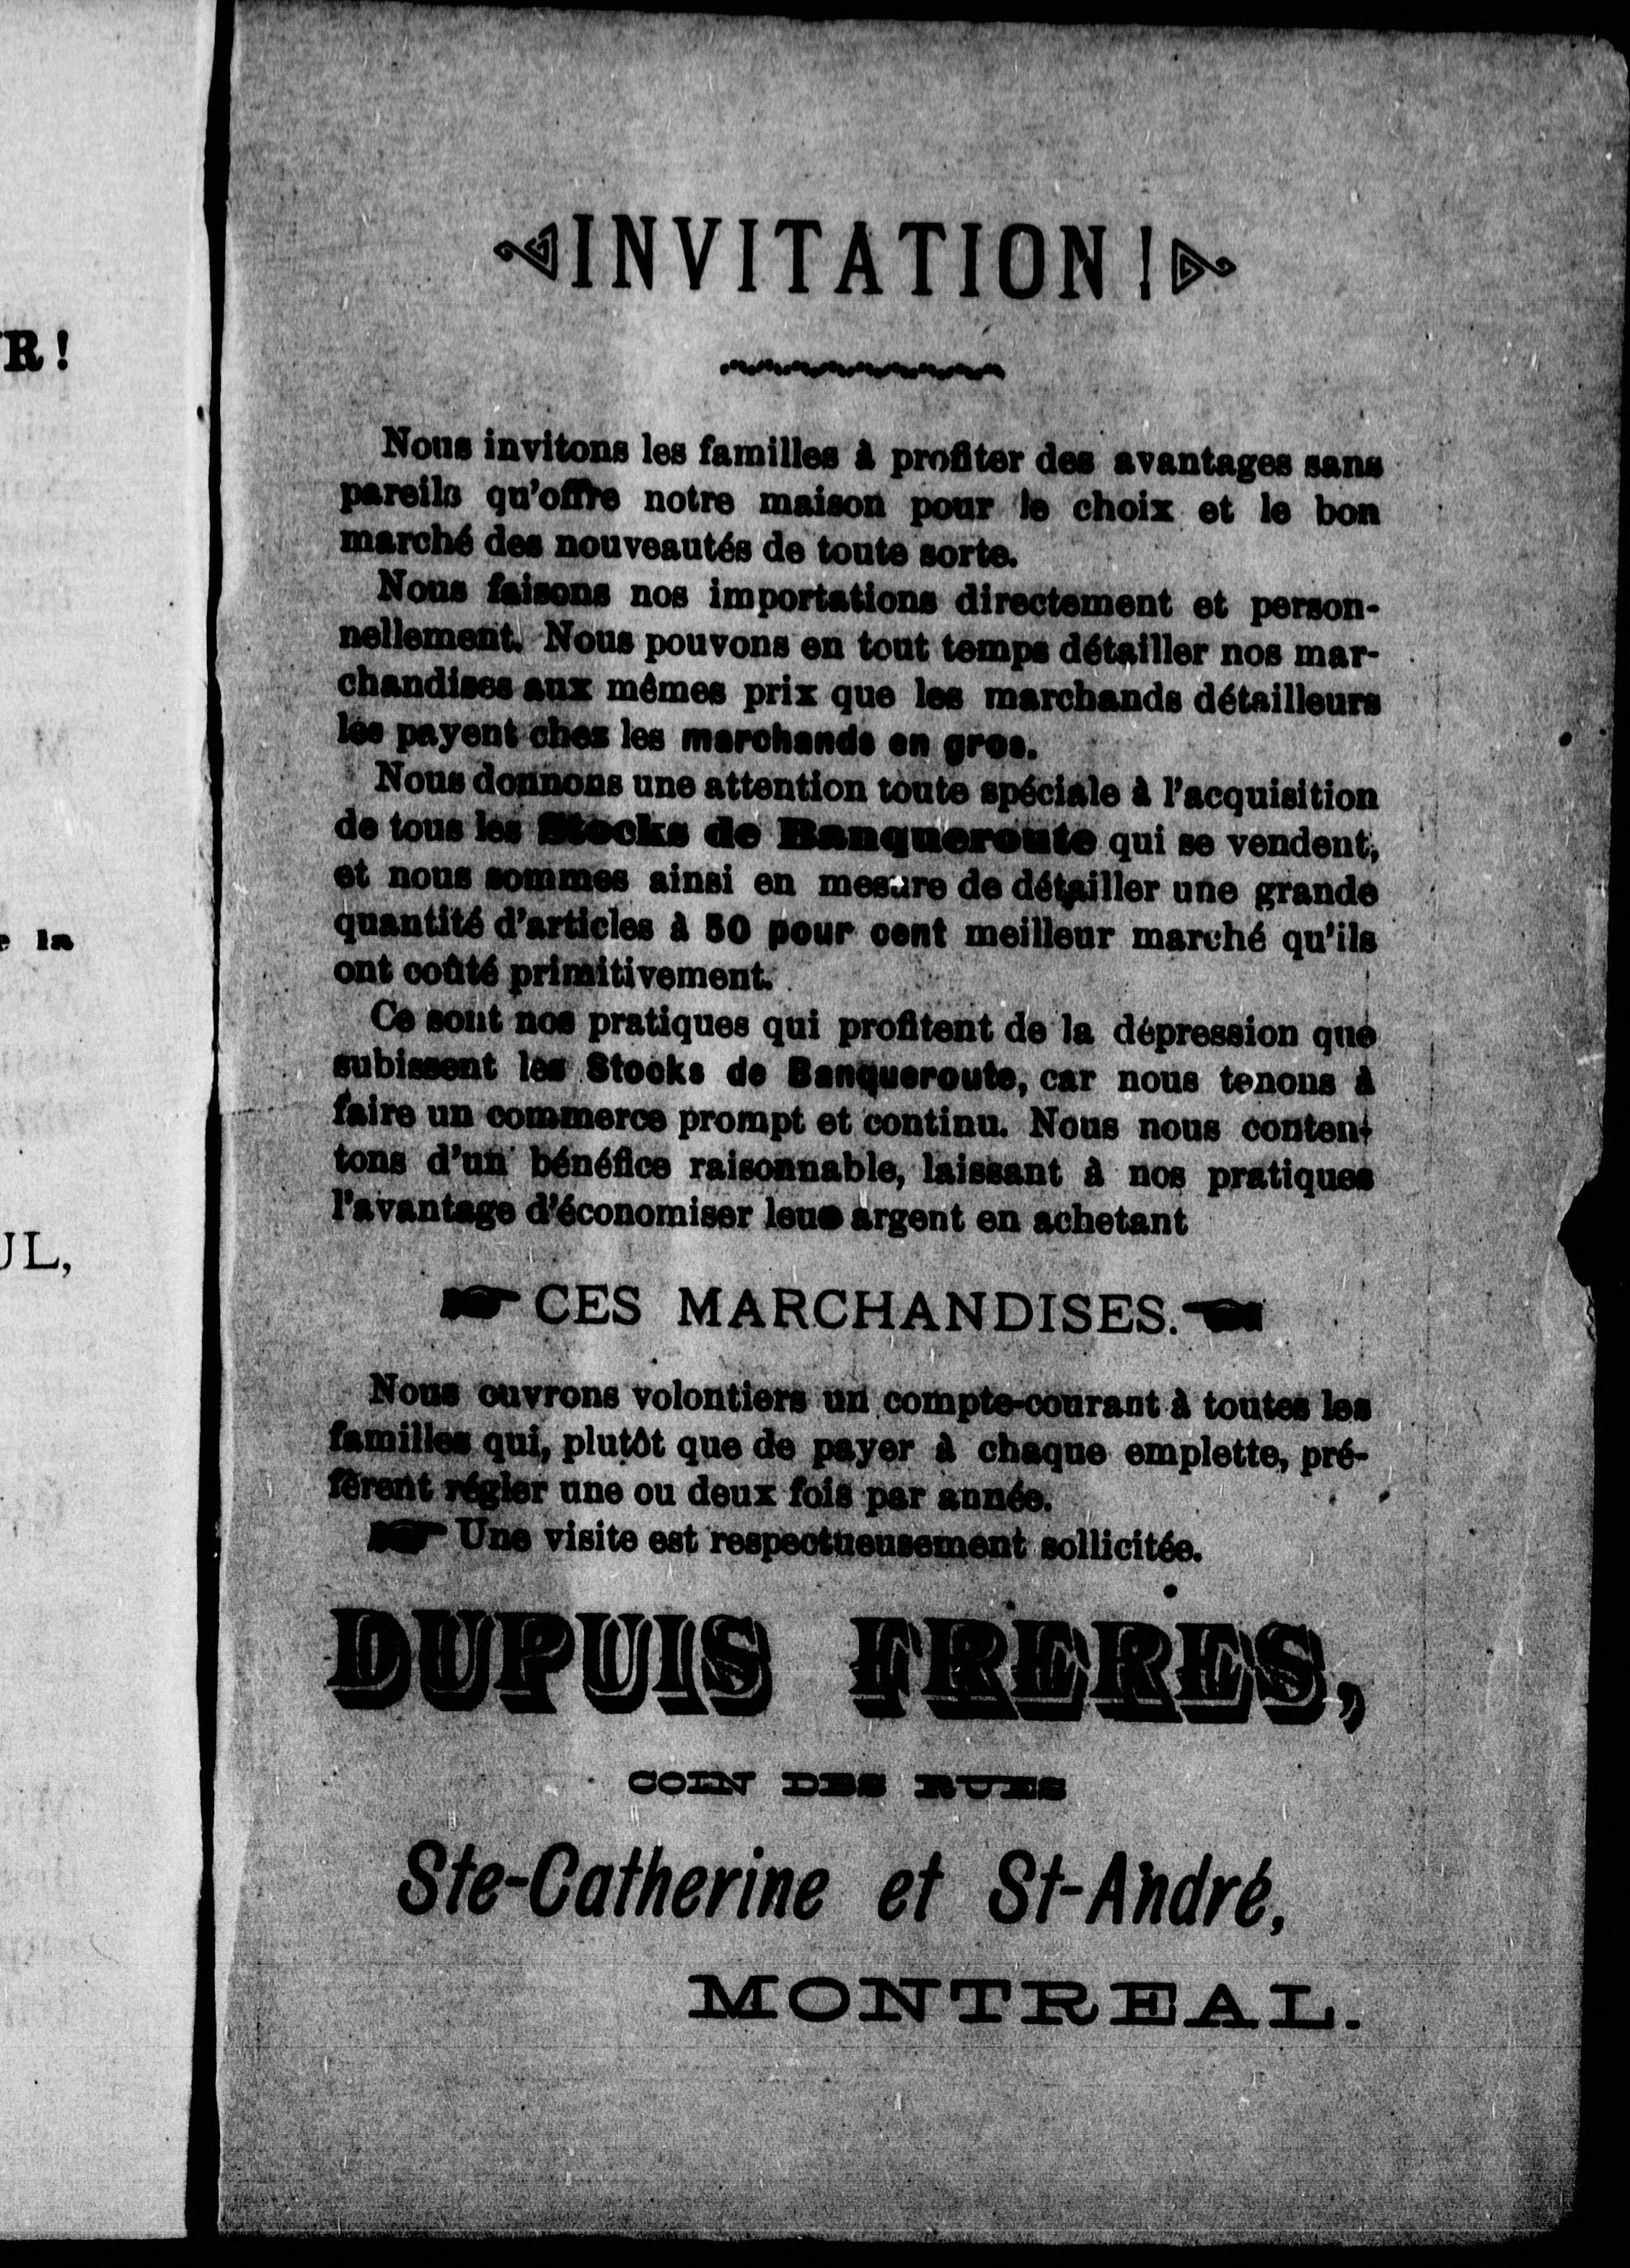 R!
la
UL,
INVITATION !
Nous invitons les familles à profiter des avantages sans
pareils qu'offre notre maison pour le choix et le bon
marché des nouveautés de toute sorte.
Nous faisons nos importations directement et person-
nellement. Nous pouvons en tout temps détailler nos mar-
chandises aux mêmes prix que les marchands détailleurs
les payent chez les marchands en gros.
Nous donnons une attention toute spéciale à l'acquisition
de tous les Stocks de Banqueroute qui se vendent,
et nous sommes ainsi en mesure de détailler une grande
quantité d'articles à 50 pour cent meilleur marché qu'ils
ont coûté primitivement.
Ce sont nos pratiques qui profitent de la dépression que
subissent les Stocks de Banqueroute, car nous tenons à
faire un commerce prompt et continu. Nous nous conten-
tons d'un bénéfice raisonnable, laissant à nos pratiques
l'avantage d'économiser leur argent en achetant
☛ CES MARCHANDISES. ☚
Nous ouvrons volontiers un compte-courant à toutes les
familles qui, plutôt que de payer à chaque emplette, pré-
fèrent régler une ou deux fois par année.
☛ Une visite est respectueusement sollicitée.
DUPUIS FRERES,
COIN DES RUES
Ste-Catherine et St-André,
MONTREAL.